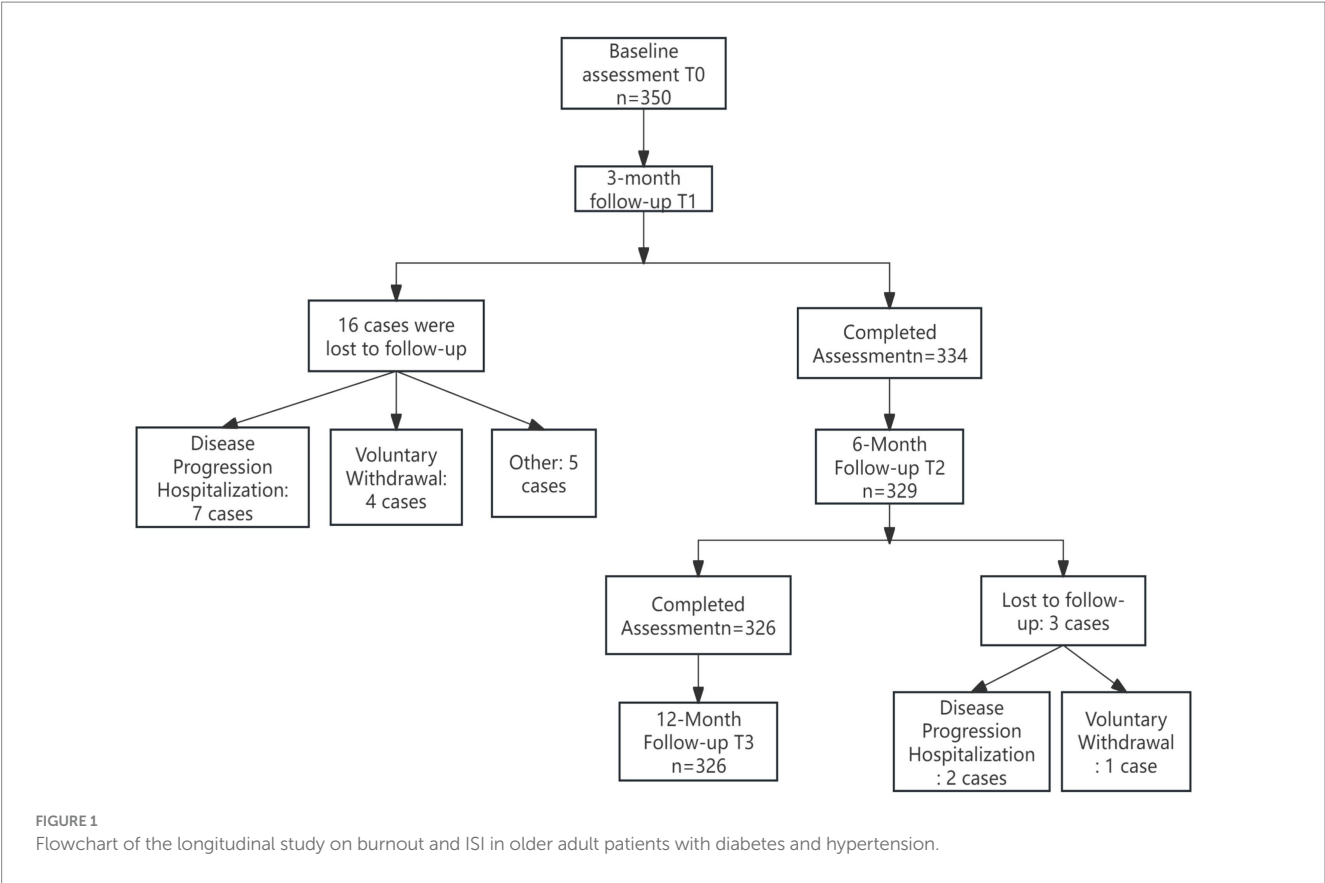 Baseline
assessment T0
n=350
3-month
follow-up T1
16 cases were
lost to follow-up
Completed
Assessmentn=334
Disease
Progression
Hospitalization:
7 cases
Voluntary
Withdrawal:
4 cases
Other: 5
cases
6-Month
Follow-up T2
n=329
Completed
Assessmentn=326
Lost to follow-
up: 3 cases
12-Month
Follow-up T3
n=326
Disease
Progression
Hospitalization
: 2 cases
Voluntary
Withdrawal
: 1 case
FIGURE 1
Flowchart of the longitudinal study on burnout and ISI in older adult patients with diabetes and hypertension.